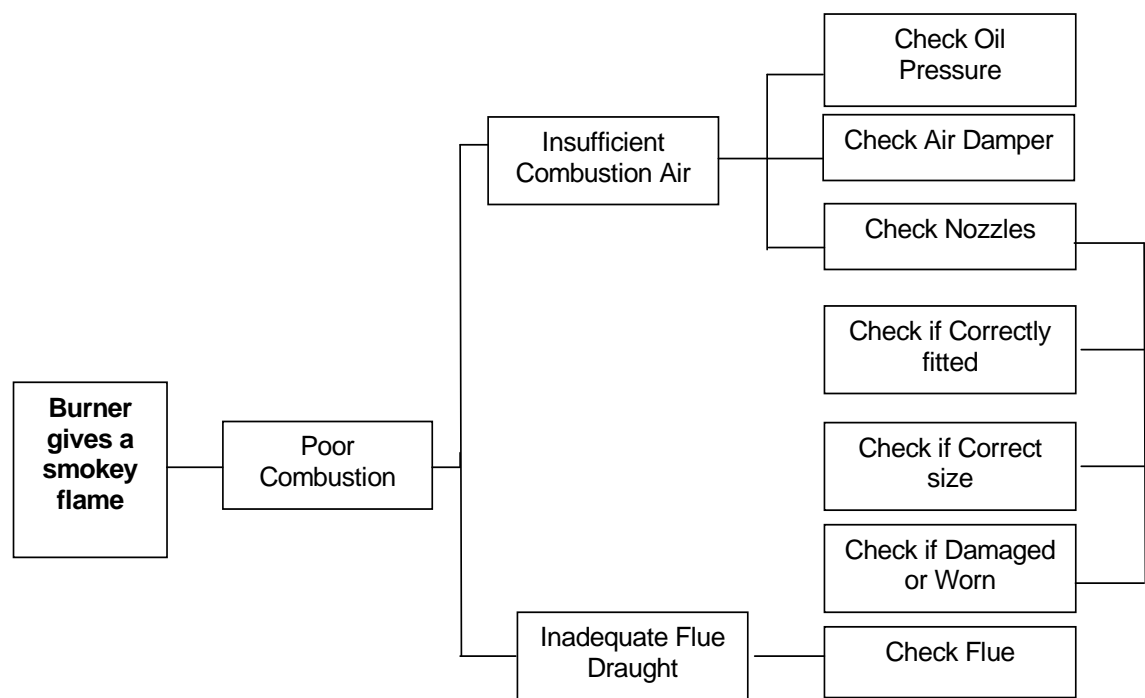 Burner
gives a
smokey
flame
Poor
Combustion
Insufficient
Combustion Air
Inadequate Flue
Draught
Check Oil
Pressure
Check Air Damper
Check Nozzles
Check if Correctly
fitted
Check if Correct
size
Check if Damaged
or Worn
Check Flue